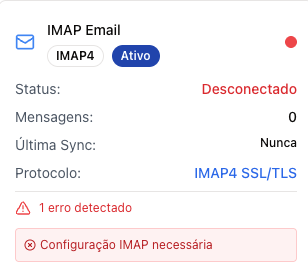 IMAP Email
IMAP4 Ativo
Status: Desconectado
Mensagens: 0
Última Sync: Nunca
Protocolo: IMAP4 SSL/TLS
1 erro detectado
Configuração IMAP necessária